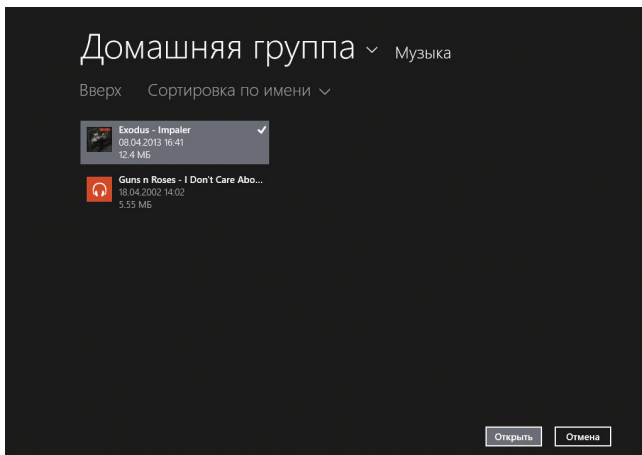 Домашняя группа Музыка
Вверх Сортировка по имени
Exodus - Impaler
08.04.2013 16:41
12.4 МБ
Guns n Roses - I Don't Care Abo...
18.04.2002 14:02
5.55 МБ
Открыть Отмена